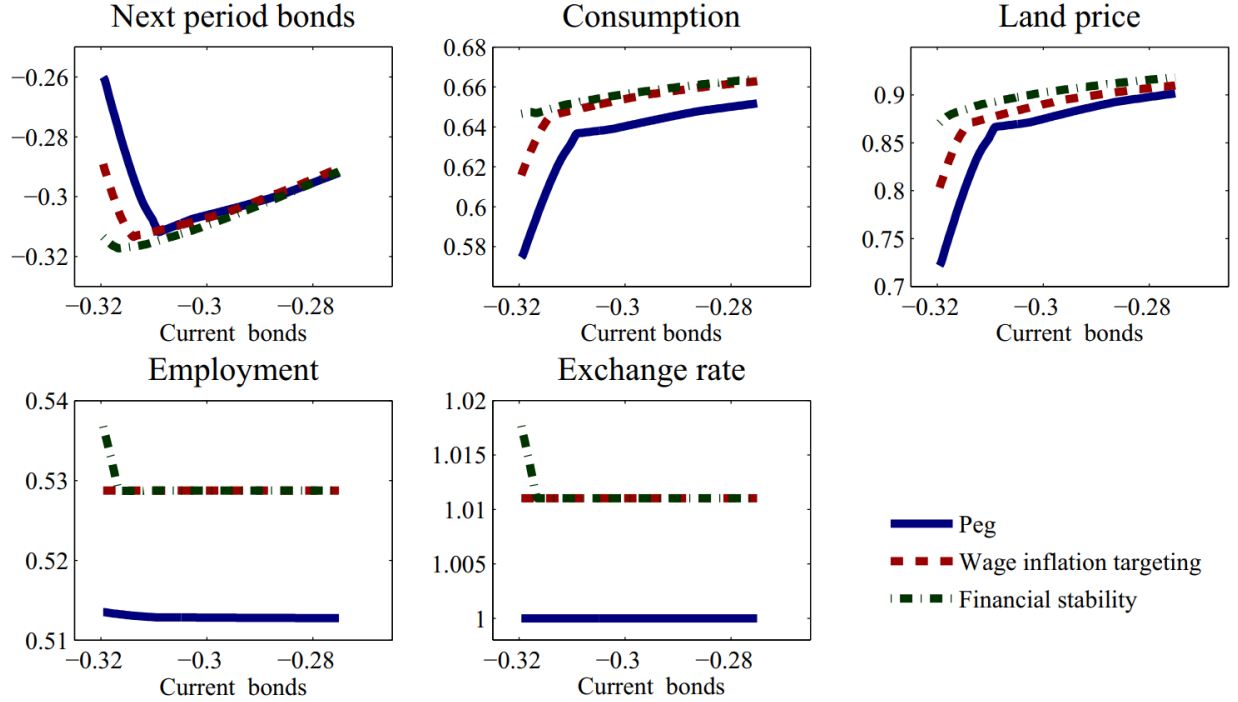 Next period bonds
−0.26
−0.28
−0.3
−0.32
−0.32 −0.3 −0.28
Current bonds
Consumption
0.68
0.66
0.64
0.62
0.6
0.58
−0.32 −0.3 −0.28
Current bonds
Land price
0.9
0.85
0.8
0.75
0.7
−0.32 −0.3 −0.28
Current bonds
Employment
0.54
0.53
0.52
0.51
−0.32 −0.3 −0.28
Current bonds
Exchange rate
1.02
1.015
1.01
1.005
1
−0.32 −0.3 −0.28
Current bonds
Peg
Wage inflation targeting
Financial stability